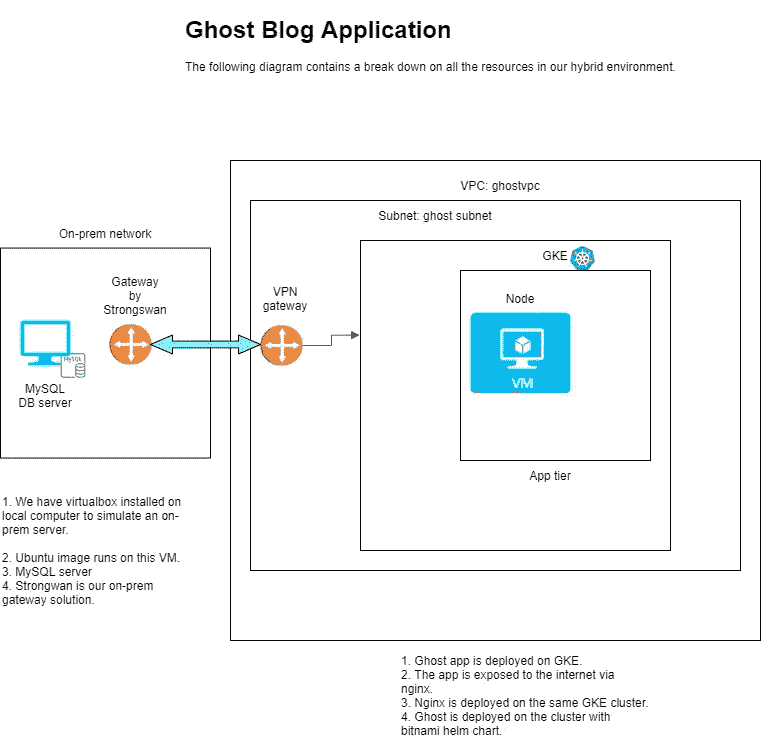 Ghost Blog Application
The following diagram contains a break down on all the resources in our hybrid environment.
VPC: ghostvpc
Subnet: ghost subnet
On-prem network
GKE
Gateway
by
Strongswan
VPN
gateway
Node
MySQL
VM
MySQL
DB server
App tier
1. We have virtualbox installed on
local computer to simulate an on-
prem server.
2. Ubuntu image runs on this VM.
3. MySQL server
4. Strongwan is our on-prem
gateway solution.
1. Ghost app is deployed on GKE.
2. The app is exposed to the internet via
nginx.
3. Nginx is deployed on the same GKE cluster.
4. Ghost is deployed on the cluster with
bitnami helm chart.